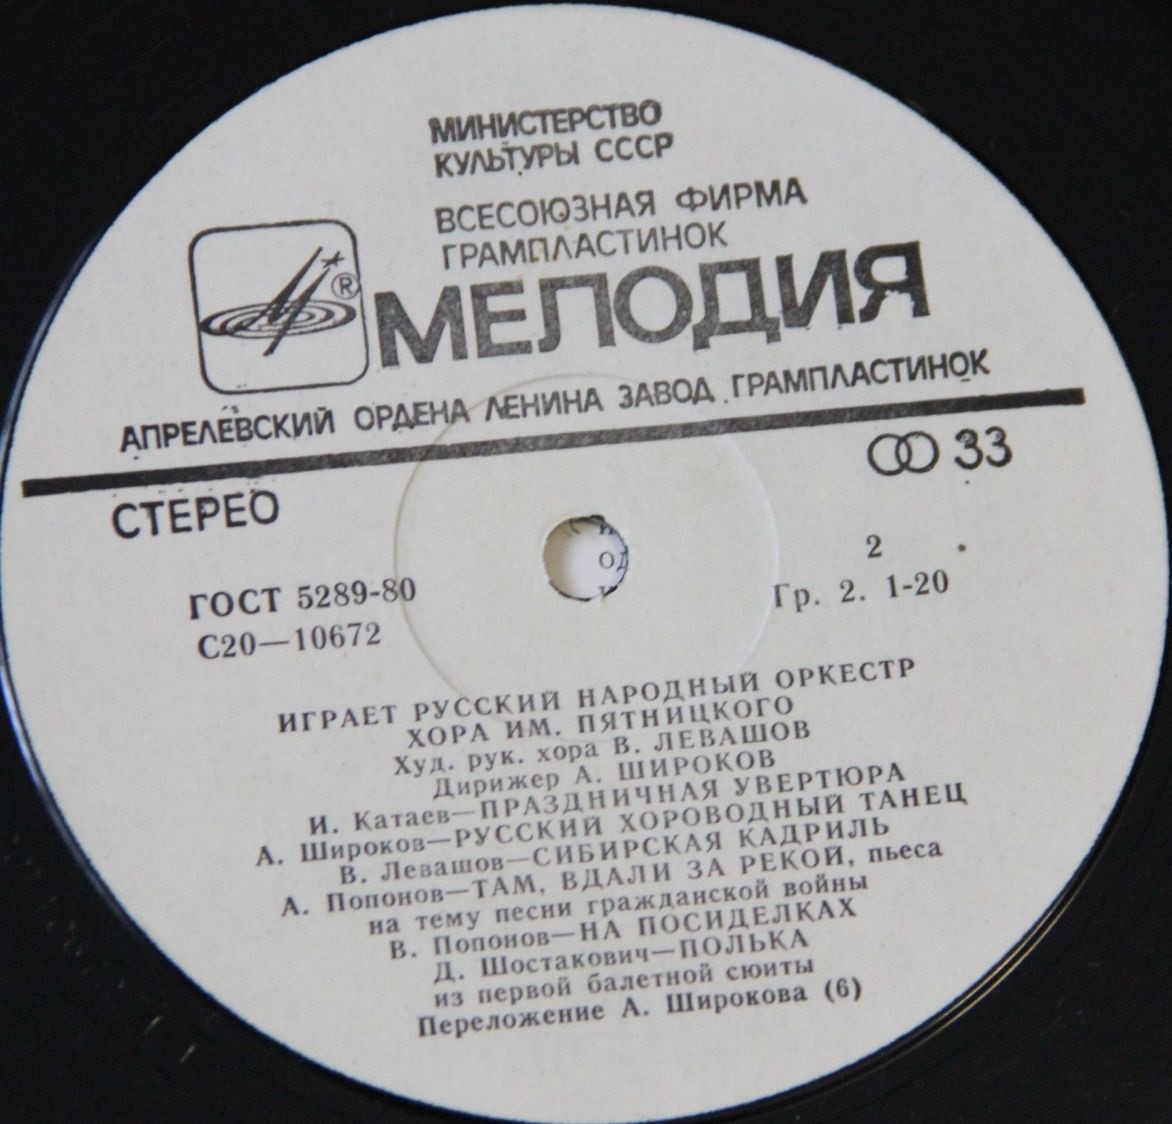 МИНИСТЕРСТВО
КУЛЬТУРЫ СССР
ВСЕСОЮЗНАЯ ФИРМА
ГРАМПЛАСТИНОК
®
МЕЛОДИЯ
АПРЕЛЕВСКИЙ ОРДЕНА ЛЕНИНА ЗАВОД ГРАМПЛАСТИНОК
СТЕРЕО
33
ГОСТ 5289-80
С20—10672
2
Гр. 2. 1-20
ИГРАЕТ РУССКИЙ НАРОДНЫЙ ОРКЕСТР
ХОРА ИМ. ПЯТНИЦКОГО
Худ. рук. хора В. ЛЕВАШОВ
Дирижер А. ШИРОКОВ
И. Катаев—ПРАЗДНИЧНАЯ УВЕРТЮРА
А. Широков—РУССКИЙ ХОРОВОДНЫЙ ТАНЕЦ
В. Левашов—СИБИРСКАЯ КАДРИЛЬ
А. Попонов—ТАМ, ВДАЛИ ЗА РЕКОЙ, пьеса
на тему песни гражданской войны
В. Попонов—НА ПОСИДЕЛКАХ
Д. Шостакович—ПОЛЬКА
из первой балетной сюиты
Переложение А. Широкова (6)